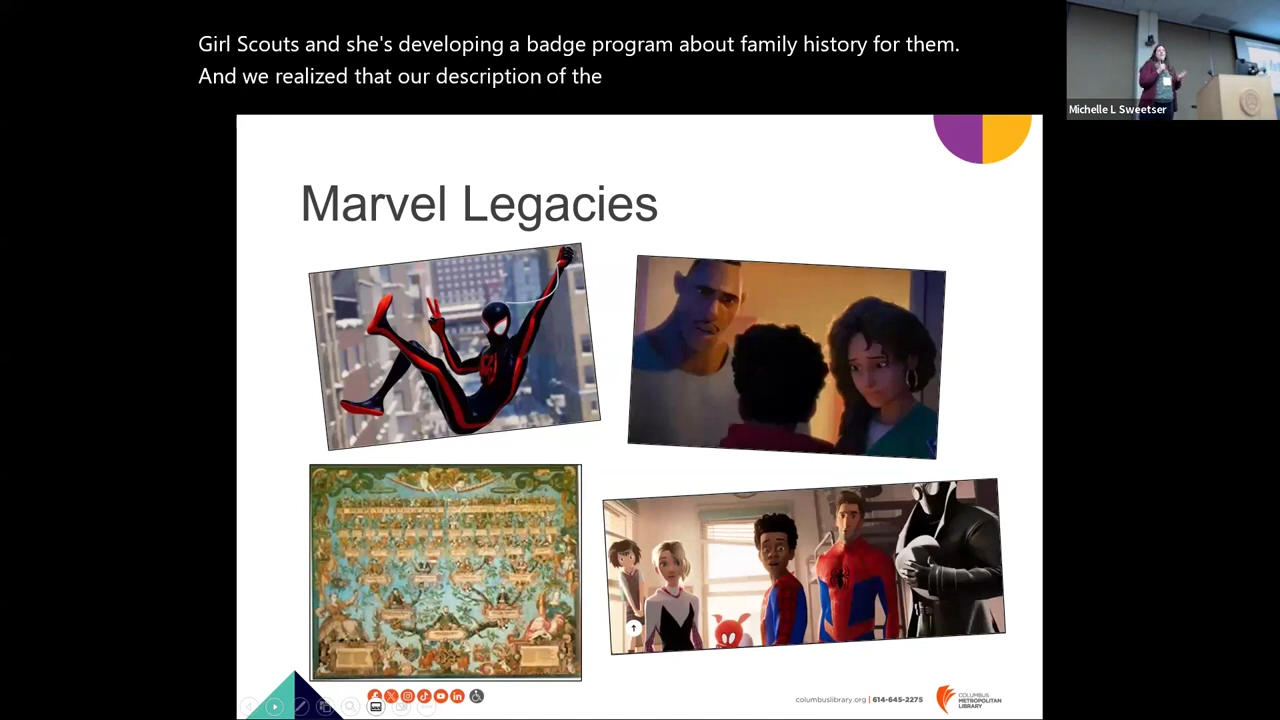 Girl Scouts and she's developing a badge program about family history for them.
And we realized that our description of the
Michelle L Sweetser
Marvel Legacies
columbuslibrary.org | 614-645-2275
COLUMBUS
METROPOLITAN
LIBRARY